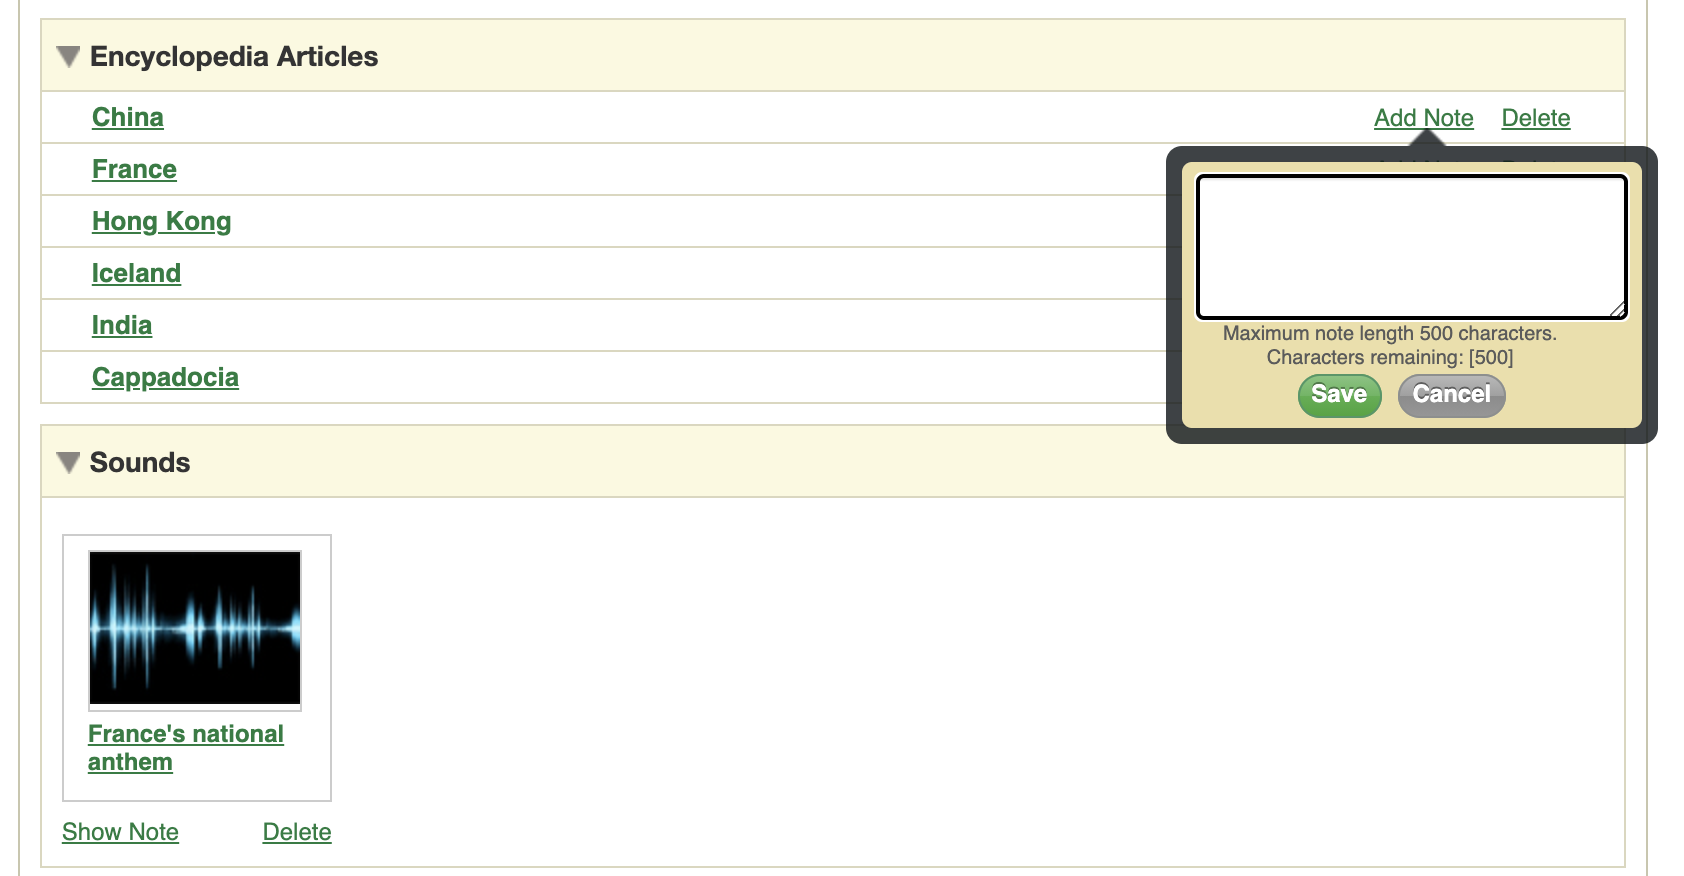 Encyclopedia Articles
China Add Note Delete
France
Hong Kong
Iceland
India
Cappadocia
Maximum note length 500 characters.
Characters remaining: [500]
Save Cancel
Sounds
France's national
anthem
Show Note Delete